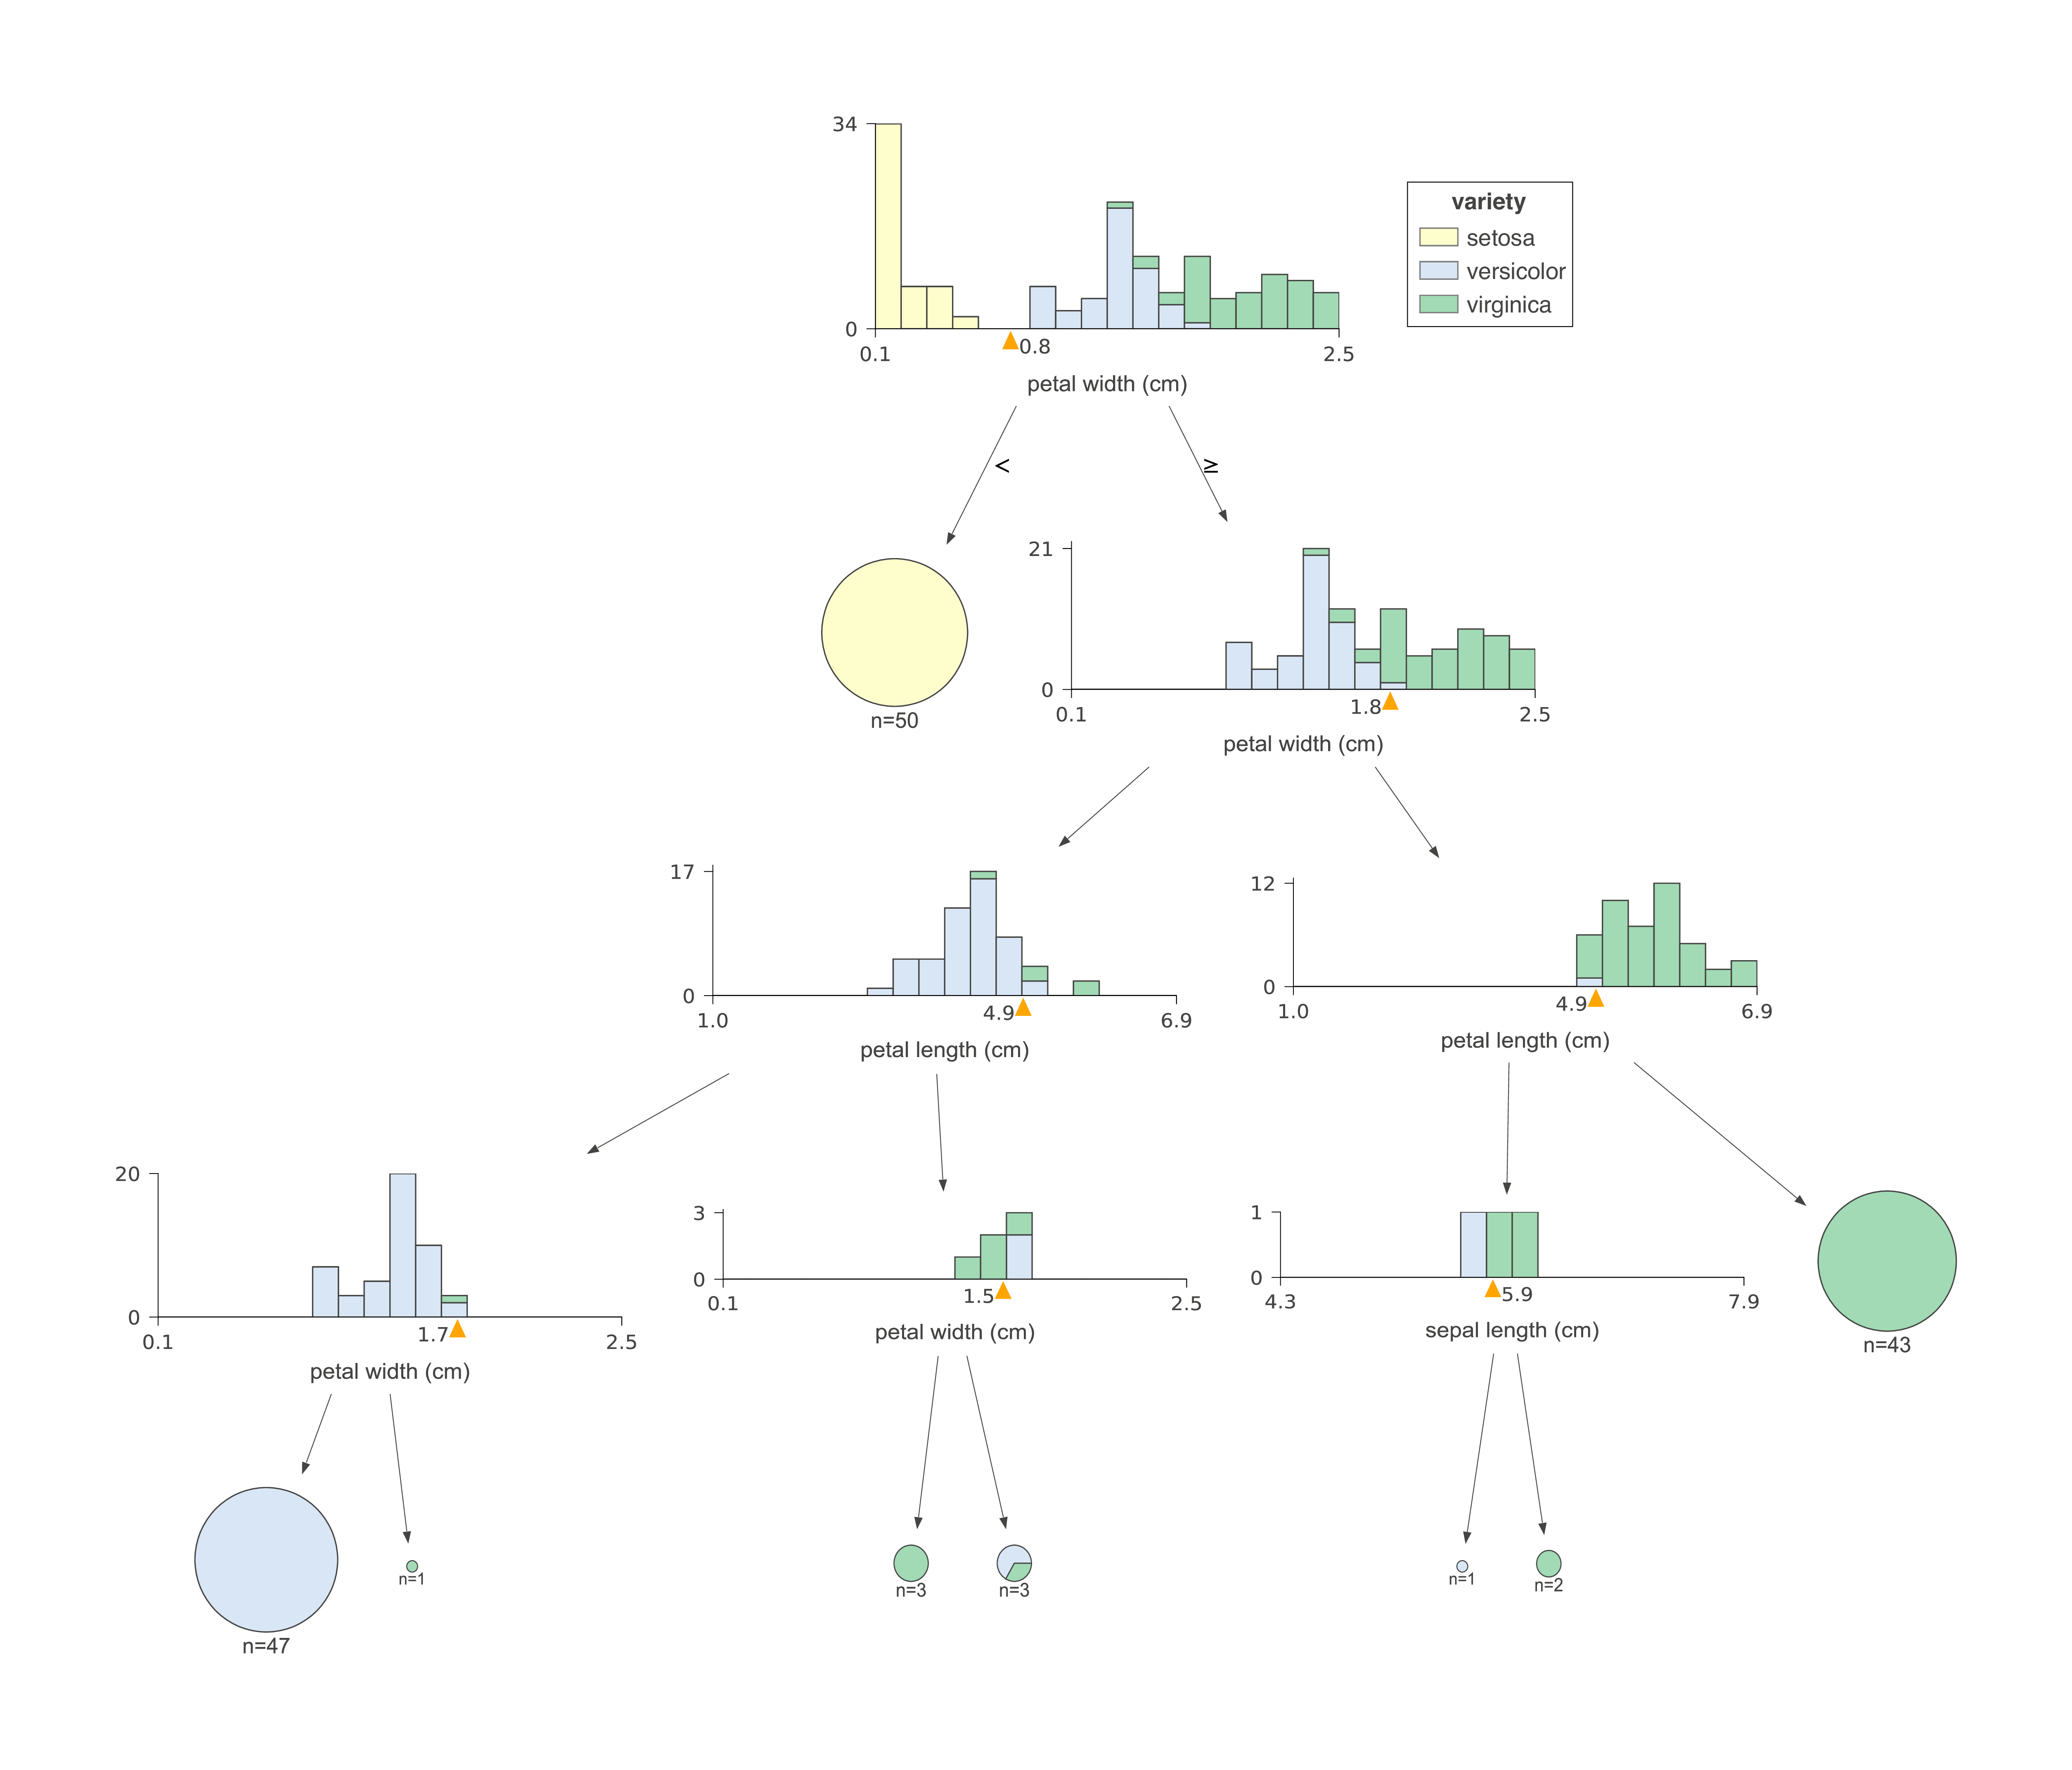 34
variety
setosa
versicolor
virginica
0
0.8
0.1
2.5
petal width (cm)
<
≥
21
0
n=50
1.8
0.1
2.5
petal width (cm)
17
0
4.9
1.0
6.9
petal length (cm)
12
0
4.9
1.0
6.9
petal length (cm)
20
0
1.7
0.1
2.5
petal width (cm)
3
0
1.5
0.1
2.5
petal width (cm)
1
0
5.9
4.3
7.9
sepal length (cm)
n=43
n=47
n=1
n=3
n=3
n=1
n=2